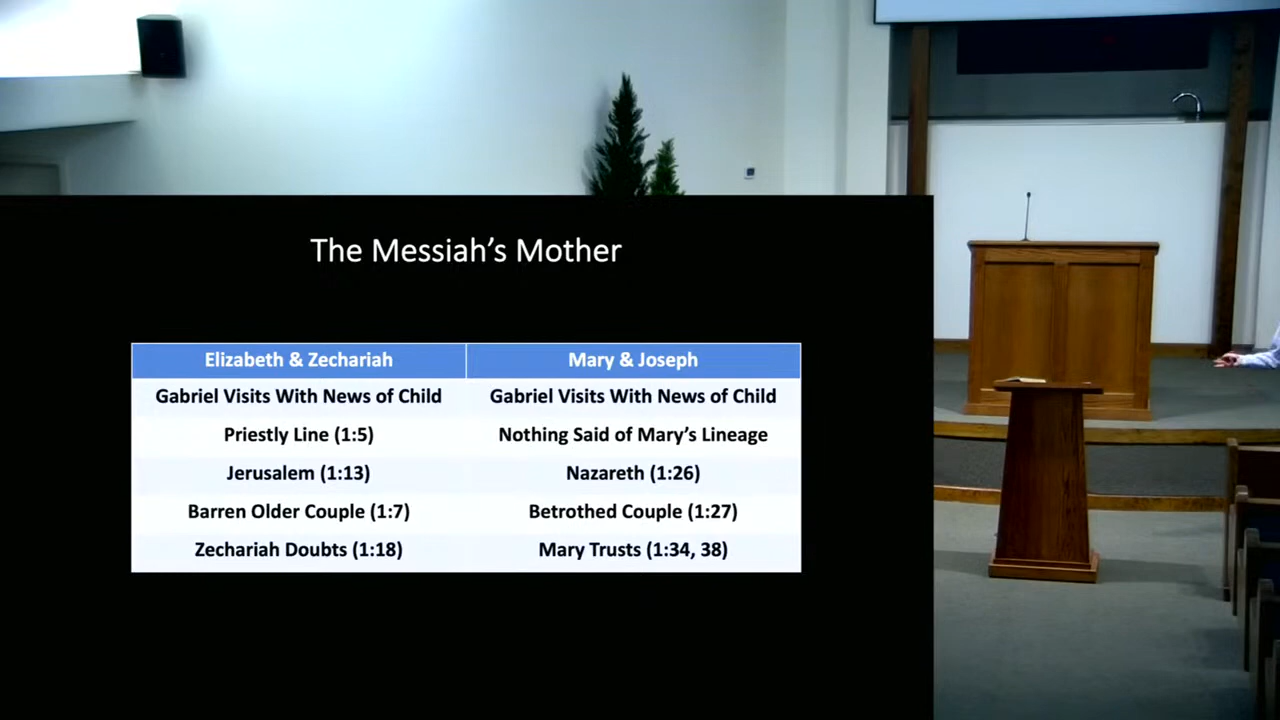 The Messiah’s Mother
Elizabeth & Zechariah Mary & Joseph
Gabriel Visits With News of Child Gabriel Visits With News of Child
Priestly Line (1:5) Nothing Said of Mary’s Lineage
Jerusalem (1:13) Nazareth (1:26)
Barren Older Couple (1:7) Betrothed Couple (1:27)
Zechariah Doubts (1:18) Mary Trusts (1:34, 38)